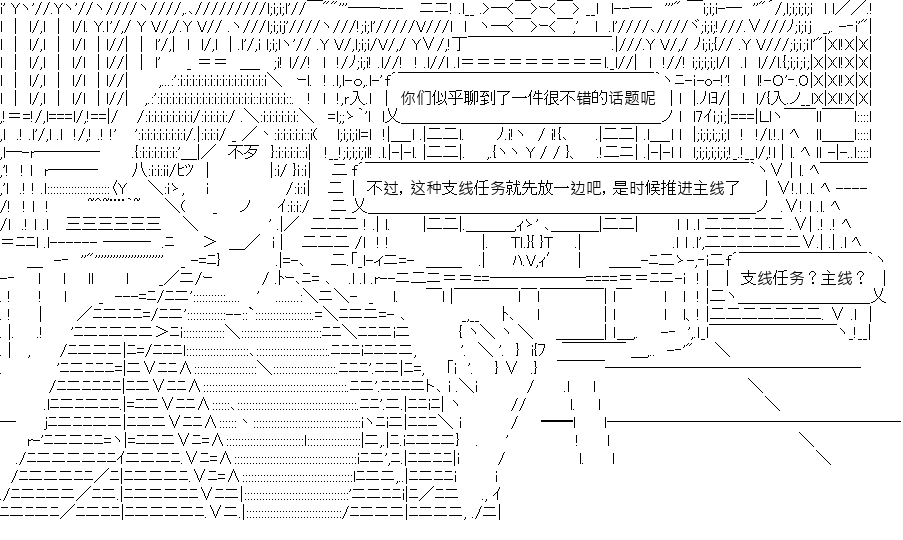 你们似乎聊到了一件很不错的话题呢
不过，这种支线任务就先放一边吧，是时候推进主线了
支线任务？主线？